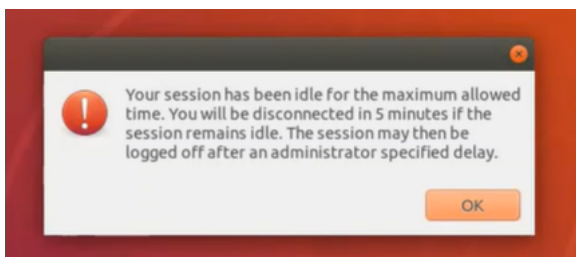 Your session has been idle for the maximum allowed
time. You will be disconnected in 5 minutes if the
session remains idle. The session may then be
logged off after an administrator specified delay.
OK